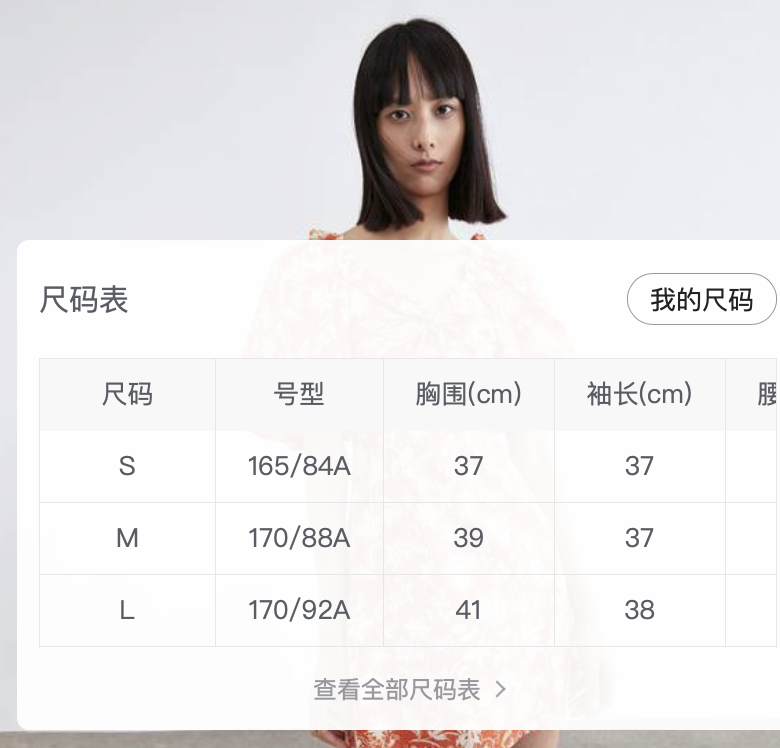 尺码表 我的尺码
尺码 号型 胸围(cm) 袖长(cm) 腰
S 165/84A 37 37
M 170/88A 39 37
L 170/92A 41 38
查看全部尺码表 >